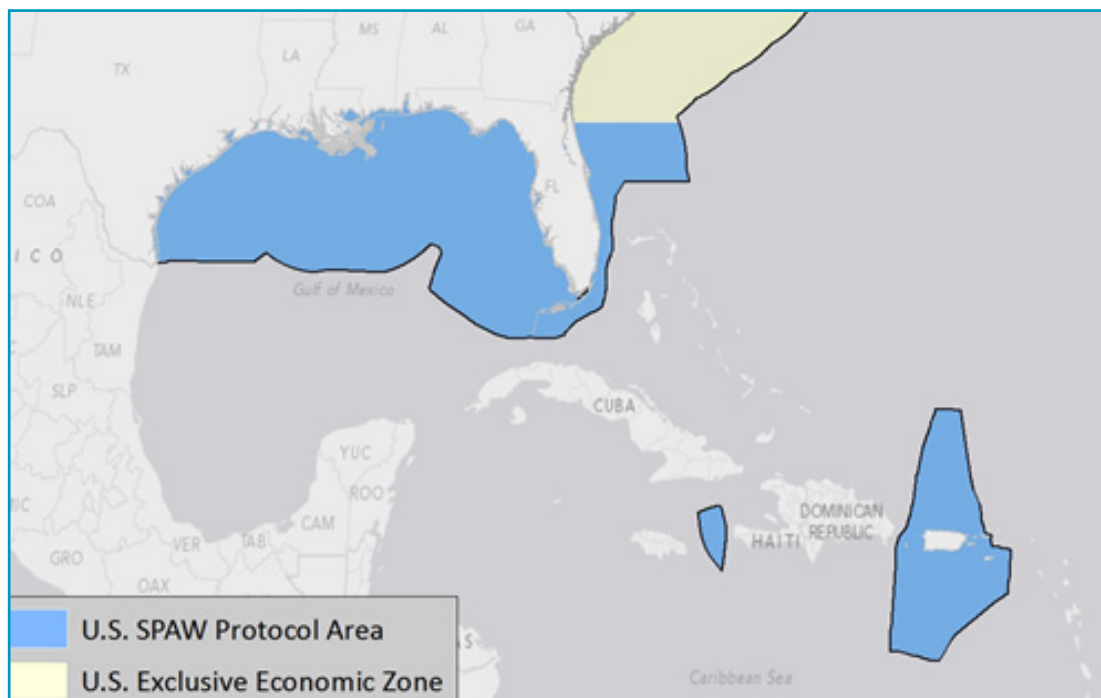 MS
AL
GA
LA
TX
FL
COA
I C O
Gulf of Mexico
NLE
TAM
SLP
CUBA
YUC
ROO
DOMINICAN
REPUBLIC
HAITI
CAM
VER
TAB
GRO
OAX
U.S. SPAW Protocol Area
AS
U.S. Exclusive Economic Zone
Caribbean Sea